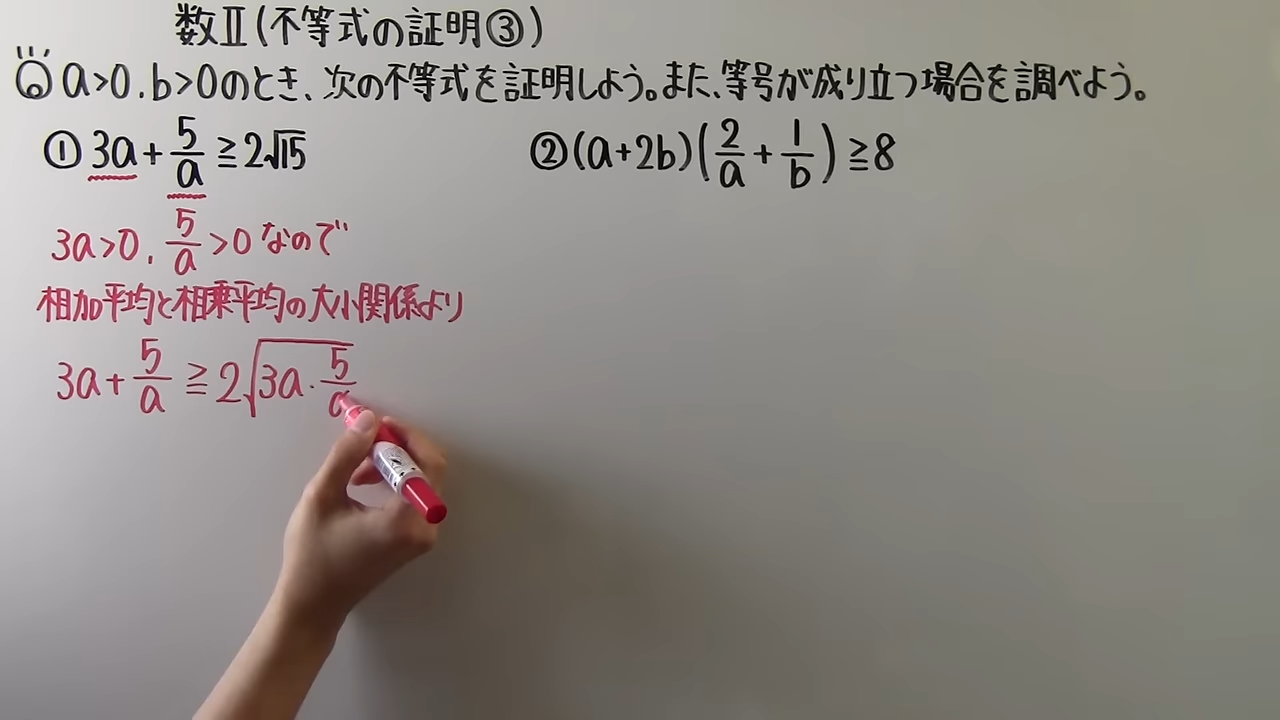 数Ⅱ(不等式の証明③)
a>0、b>0のとき、次の不等式を証明しよう。また、等号が成り立つ場合を調べよう。
① 3a + 5/a ≧ 2√15
② (a+2b)(2/a + 1/b) ≧ 8
3a>0, 5/a >0 なので
相加平均と相乗平均の大小関係より
3a + 5/a ≧ 2√3a・5/a